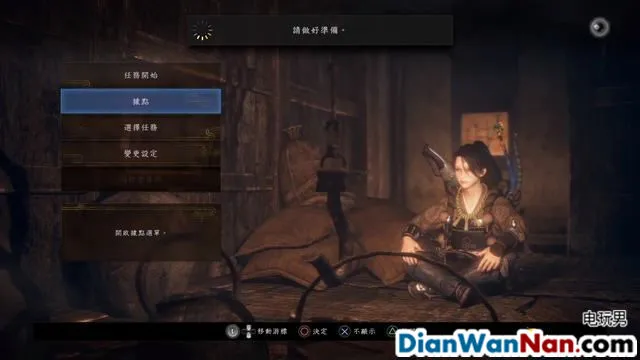 請做好準備。
任務開始
據點
選擇任務
變更設定
開啟據點選單。
移動游標
決定
不顯示
电玩男
DianWanNan.com